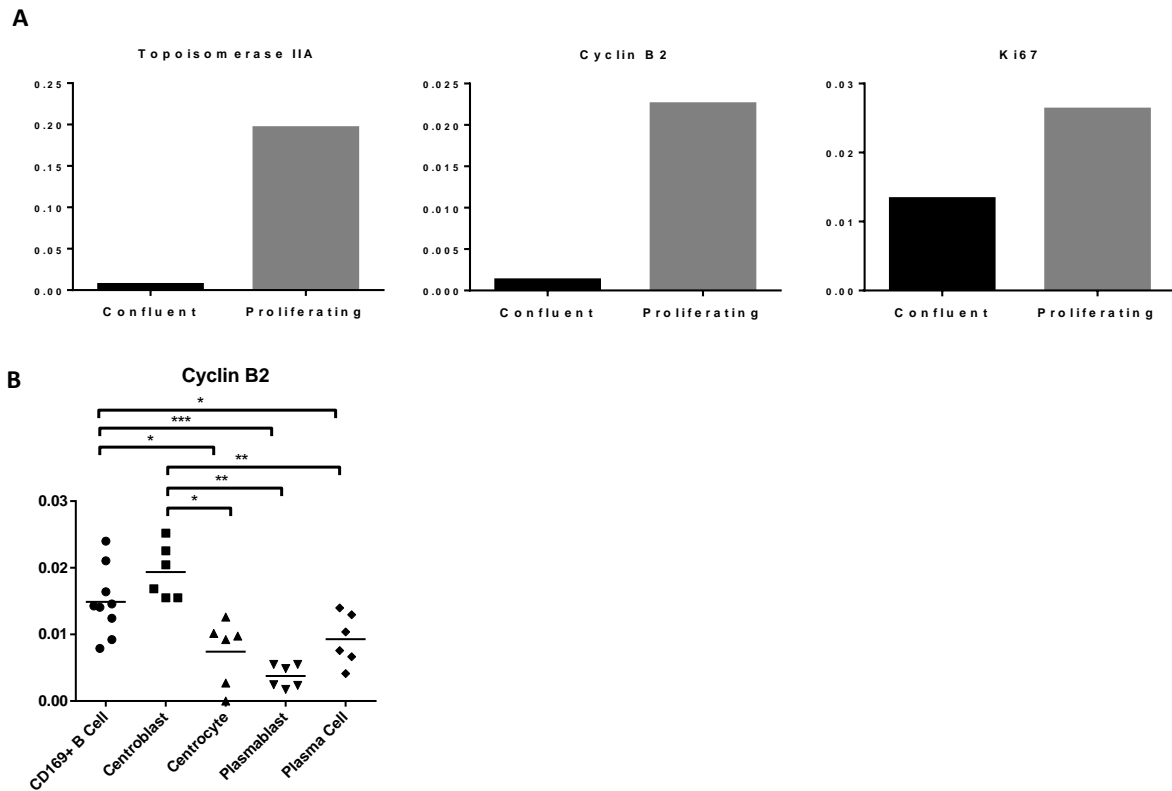 A
Topoisomerase IIA
0.25
0.20
0.15
0.10
0.05
0.00
Confluent Proliferating
Cyclin B2
0.025
0.020
0.015
0.010
0.005
0.000
Confluent Proliferating
Ki67
0.03
0.02
0.01
0.00
Confluent Proliferating
B
Cyclin B2
*
***
*
**
**
*
0.03
0.02
0.01
0.00
CD169+ B Cell
Centroblast
Centrocyte
Plasmablast
Plasma Cell